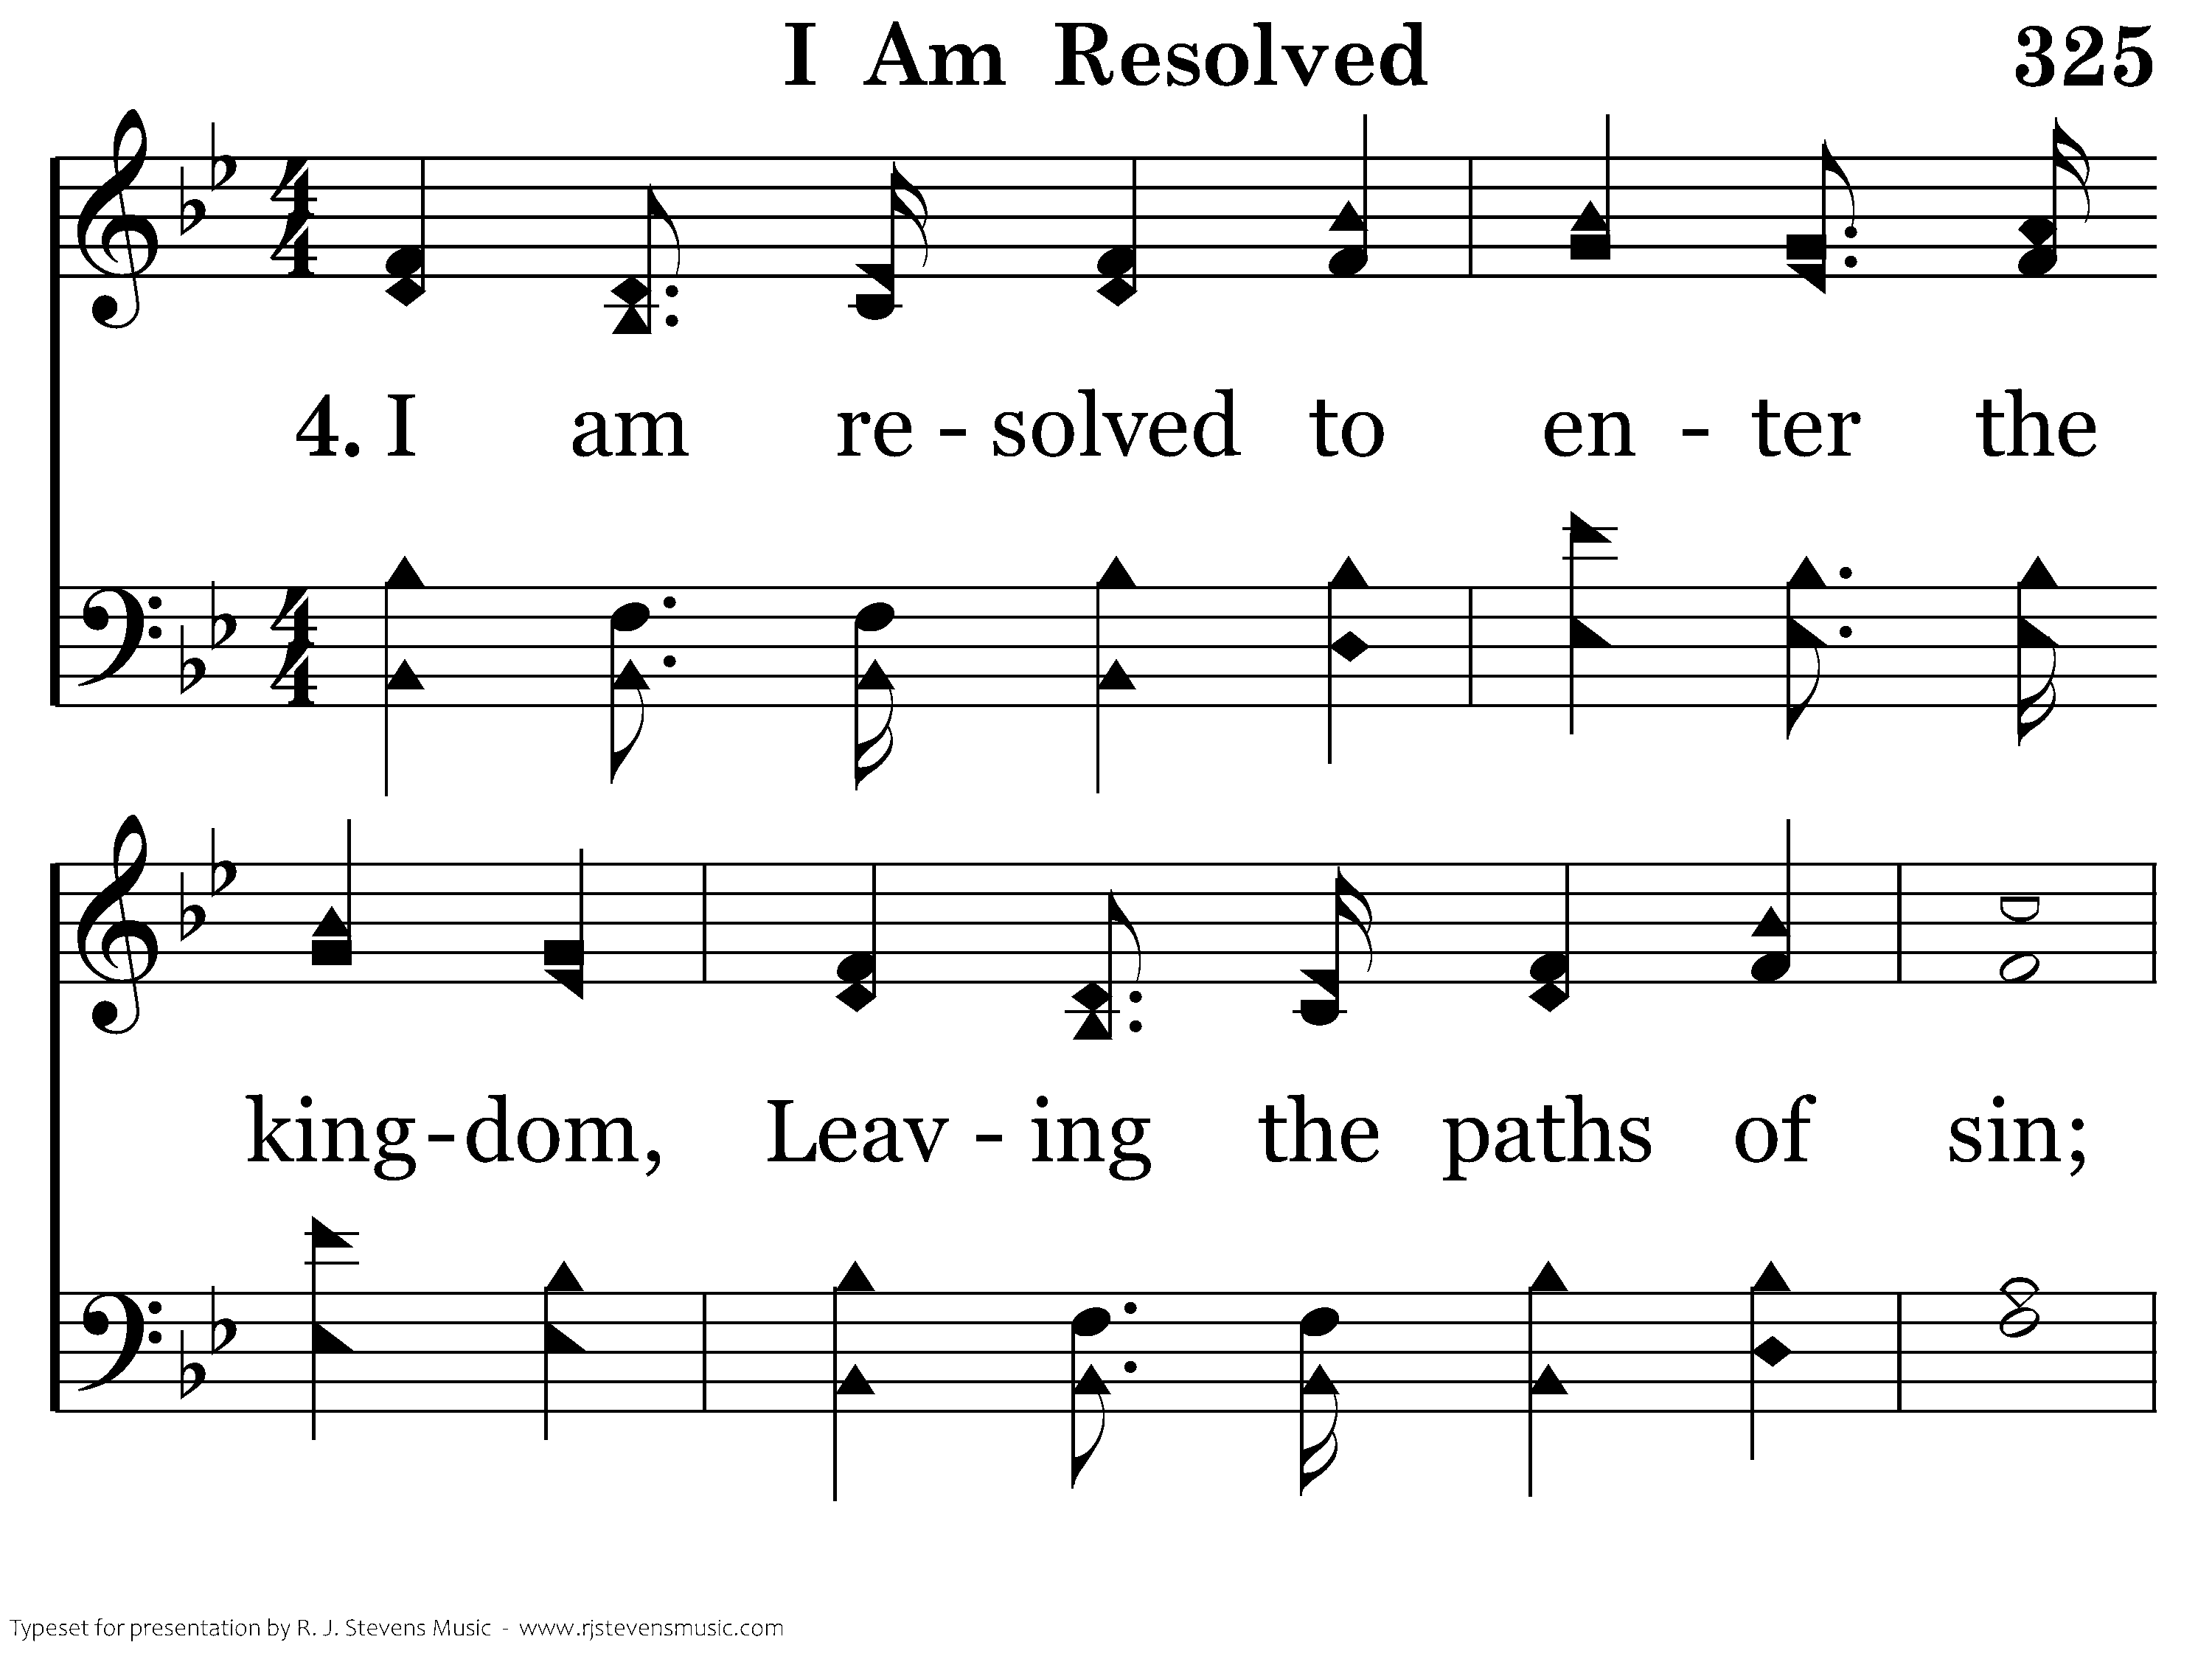 I Am Resolved 325
4. I am re - solved to en - ter the
king - dom, Leav - ing the paths of sin;
Typeset for presentation by R. J. Stevens Music - www.rjstevensmusic.com